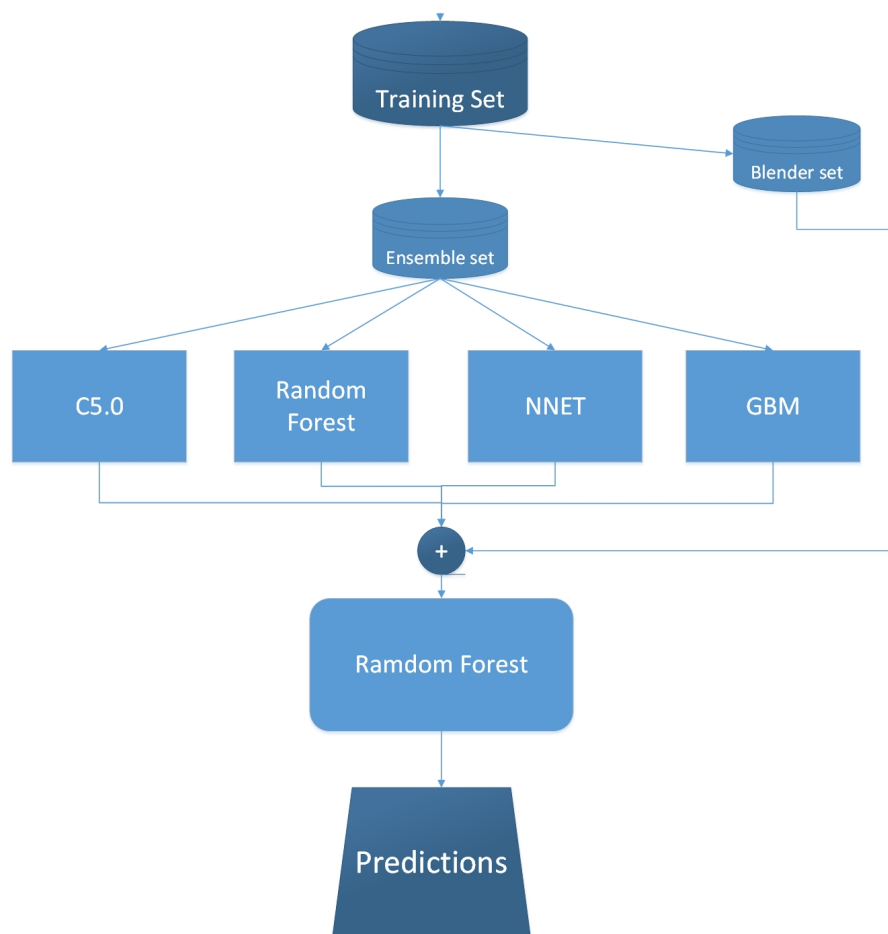 Training Set
Blender set
Ensemble set
C5.0
Random
Forest
NNET
GBM
+
Ramdom Forest
Predictions